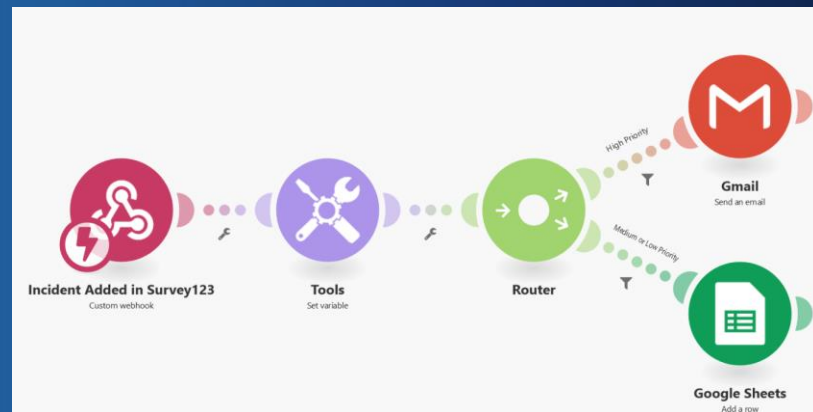 High Priority
Gmail
Send an email
Incident Added in Survey123
Custom webhook
Tools
Set variable
Router
Medium or Low Priority
Google Sheets
Add a row